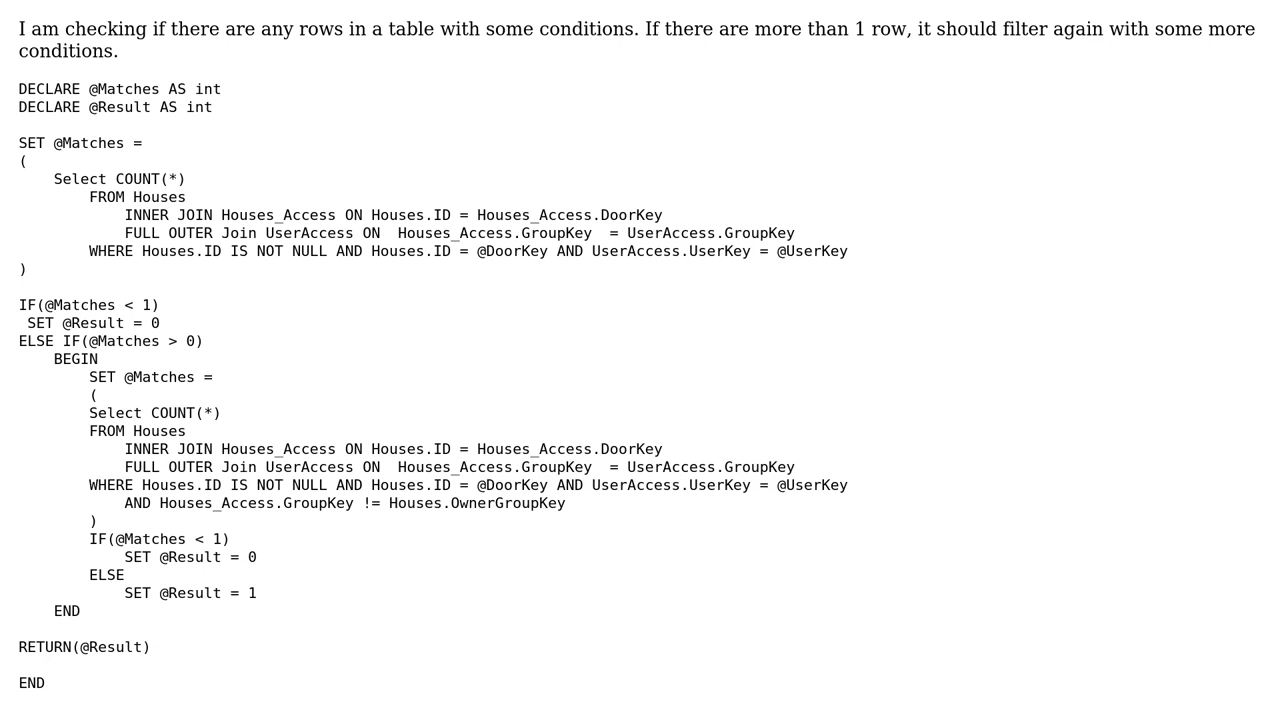 I am checking if there are any rows in a table with some conditions. If there are more than 1 row, it should filter again with some more
conditions.
DECLARE @Matches AS int
DECLARE @Result AS int
SET @Matches =
(
    Select COUNT(*)
        FROM Houses
            INNER JOIN Houses_Access ON Houses.ID = Houses_Access.DoorKey
            FULL OUTER Join UserAccess ON  Houses_Access.GroupKey  = UserAccess.GroupKey
        WHERE Houses.ID IS NOT NULL AND Houses.ID = @DoorKey AND UserAccess.UserKey = @UserKey
)
IF(@Matches < 1)
 SET @Result = 0
ELSE IF(@Matches > 0)
    BEGIN
        SET @Matches =
        (
        Select COUNT(*)
        FROM Houses
            INNER JOIN Houses_Access ON Houses.ID = Houses_Access.DoorKey
            FULL OUTER Join UserAccess ON  Houses_Access.GroupKey  = UserAccess.GroupKey
        WHERE Houses.ID IS NOT NULL AND Houses.ID = @DoorKey AND UserAccess.UserKey = @UserKey
            AND Houses_Access.GroupKey != Houses.OwnerGroupKey
        )
        IF(@Matches < 1)
            SET @Result = 0
        ELSE
            SET @Result = 1
    END
RETURN(@Result)
END